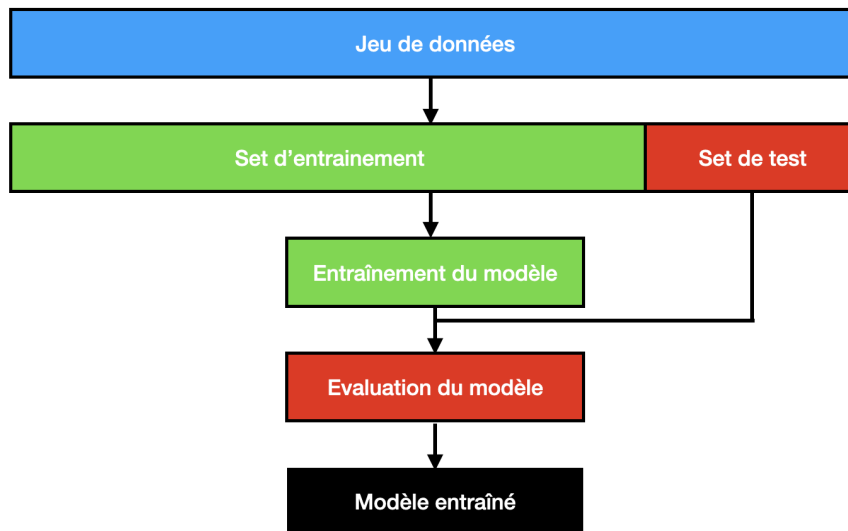 Jeu de données
Set d’entrainement
Set de test
Entraînement du modèle
Evaluation du modèle
Modèle entraîné